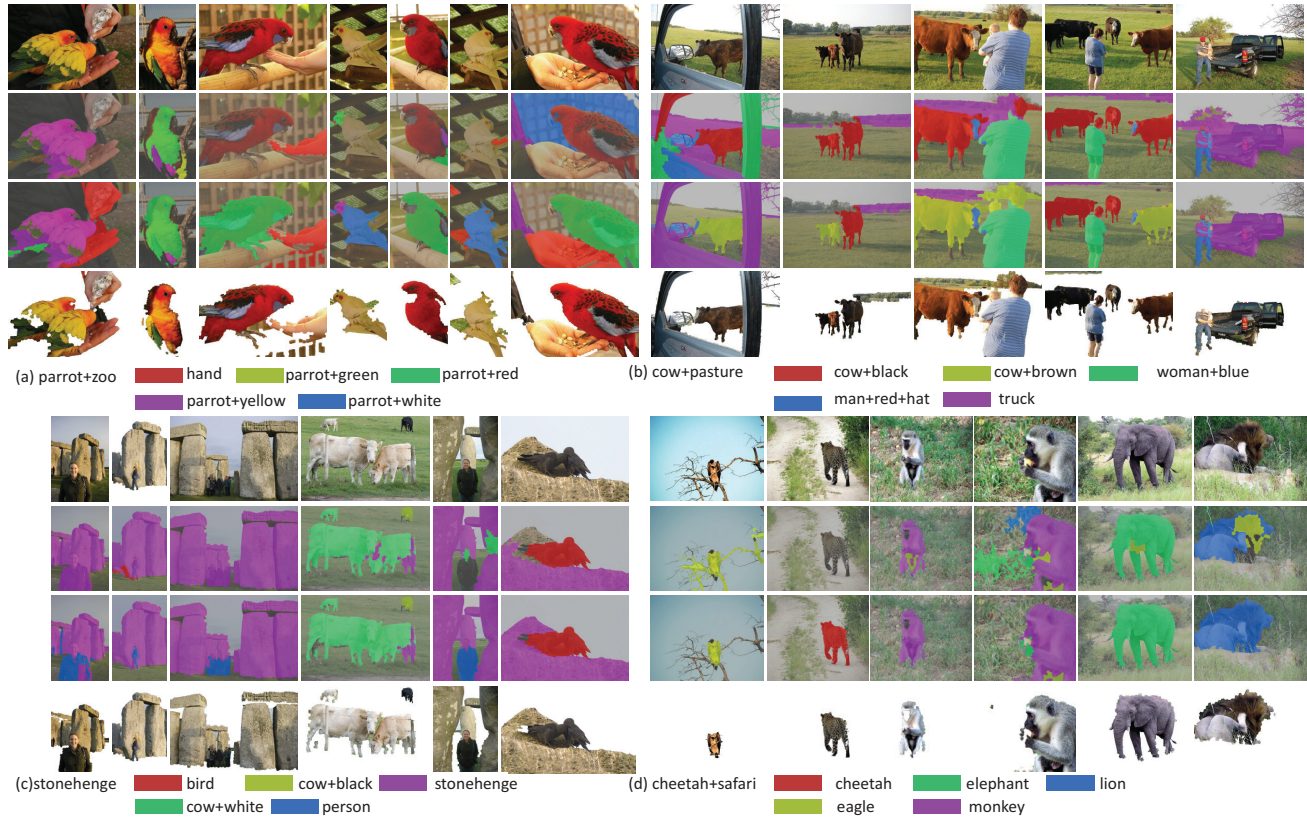 (a) parrot+zoo hand parrot+green parrot+red
parrot+yellow parrot+white
(b) cow+pasture cow+black cow+brown woman+blue
man+red+hat truck
(c)stonehenge bird cow+black stonehenge
cow+white person
(d) cheetah+safari cheetah elephant lion
eagle monkey